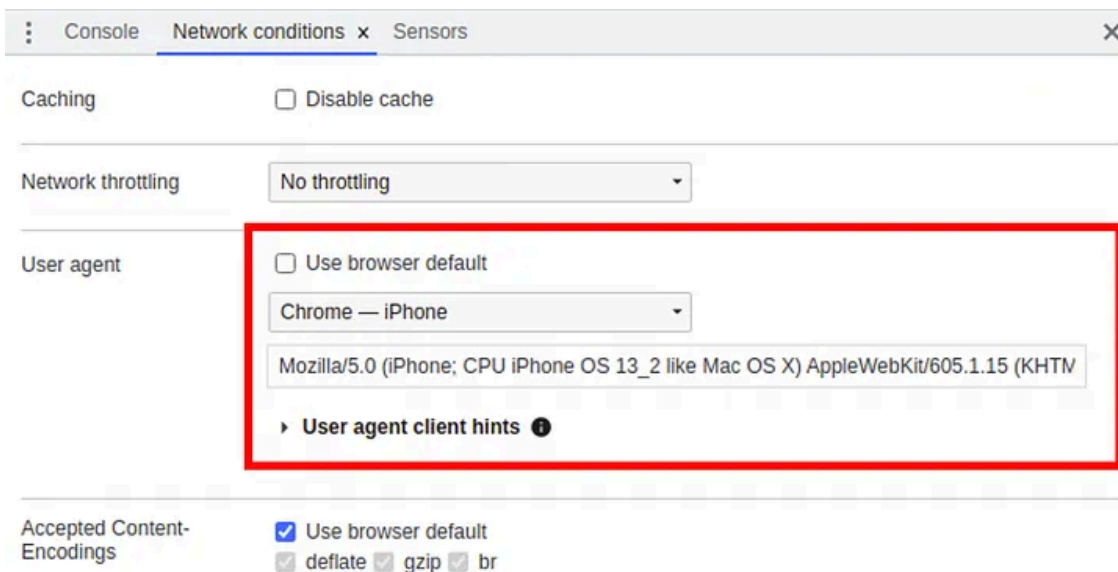 Console Network conditions x Sensors
Caching Disable cache
Network throttling No throttling
User agent Use browser default
Chrome — iPhone
Mozilla/5.0 (iPhone; CPU iPhone OS 13_2 like Mac OS X) AppleWebKit/605.1.15 (KHTM
User agent client hints
Accepted Content-
Encodings
Use browser default
deflate gzip br